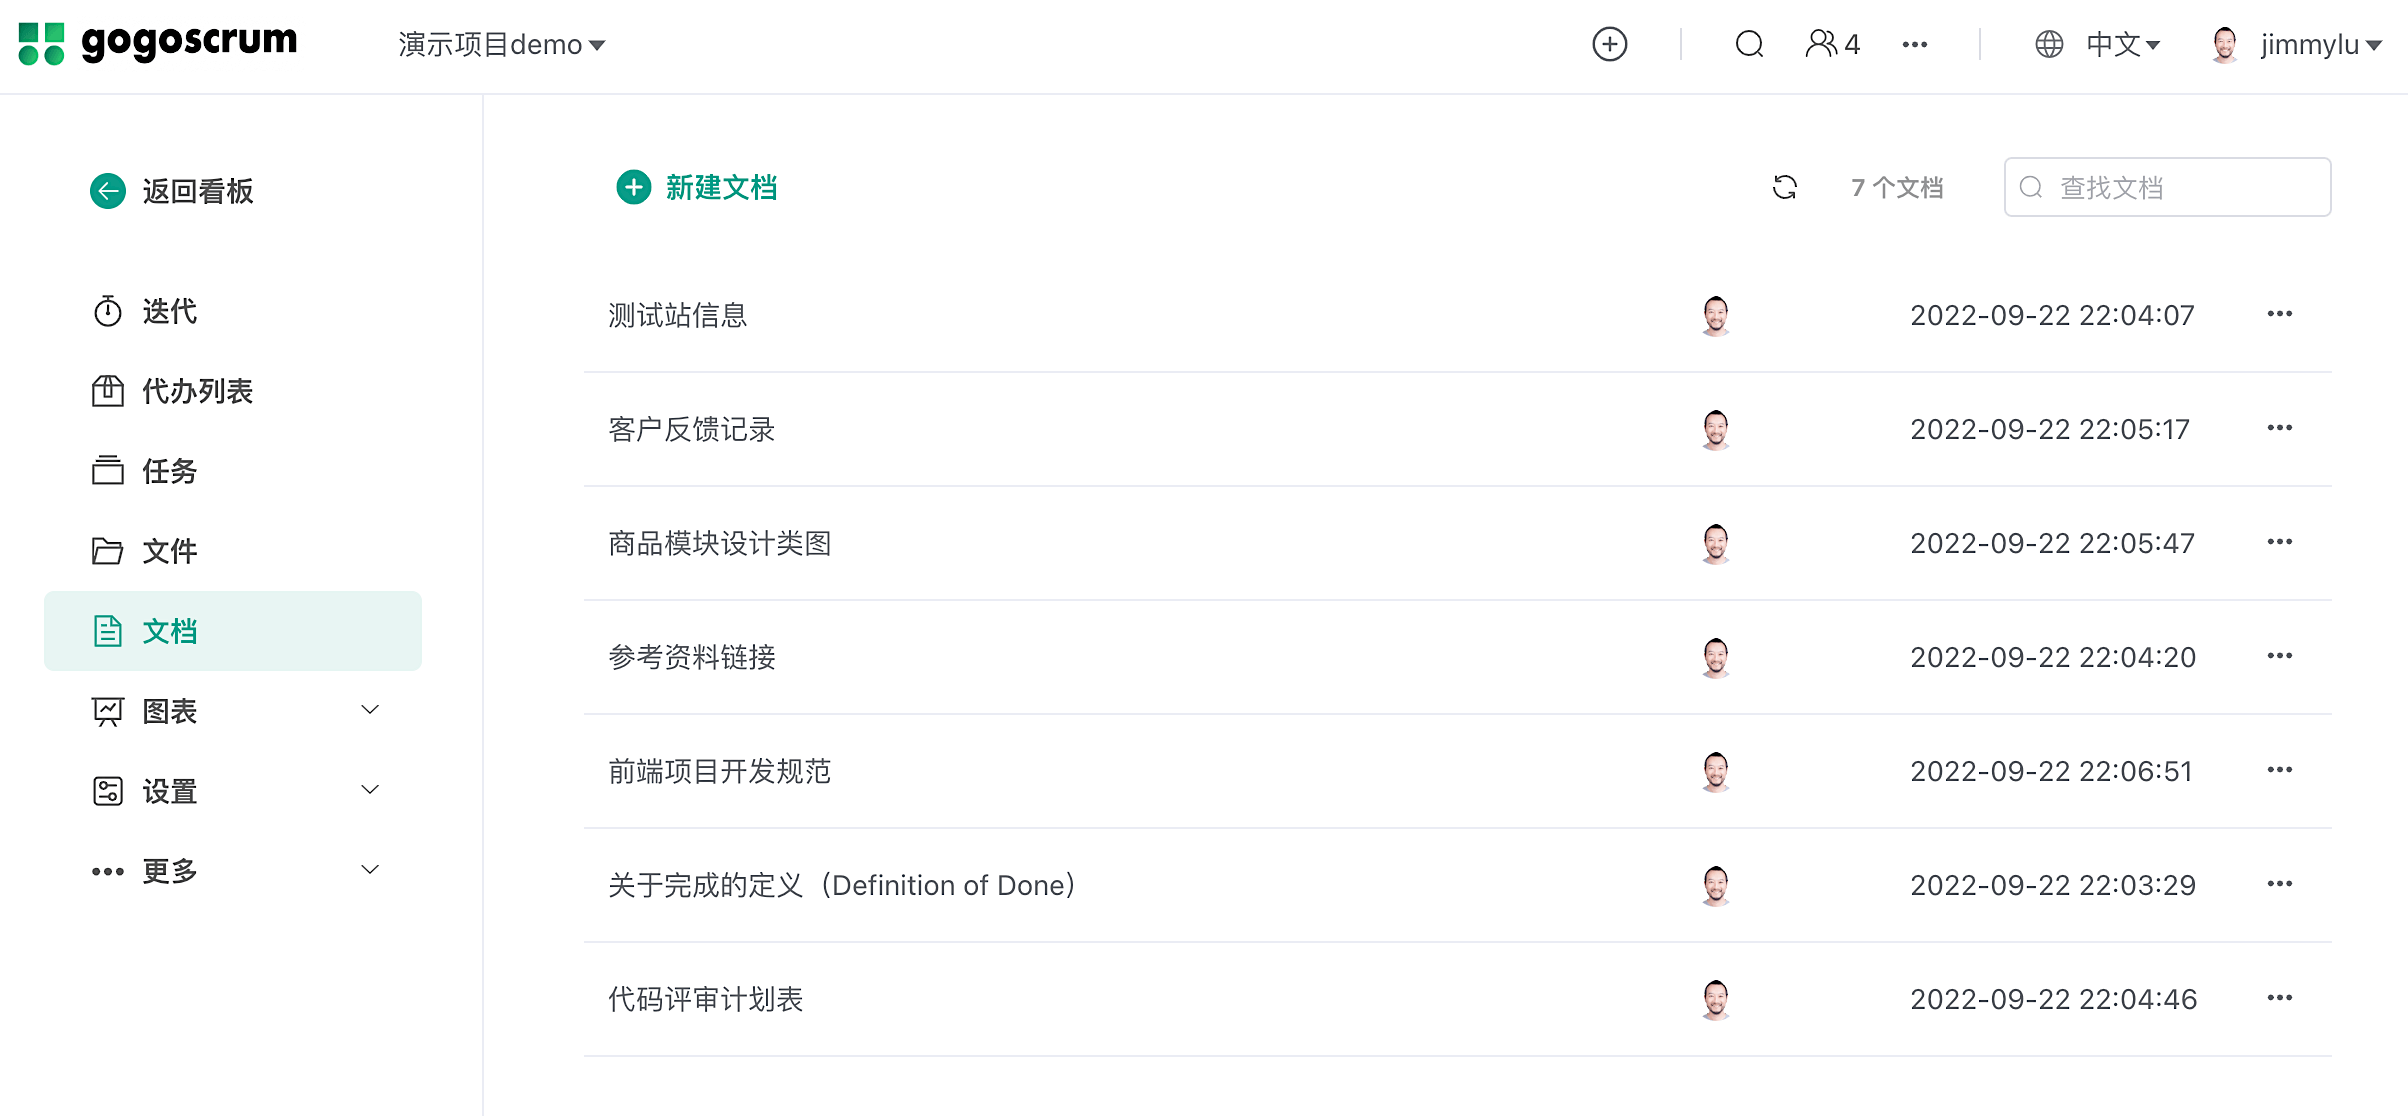 gogoscrum 演示项目demo 4 中文 jimmylu
返回看板
迭代
代办列表
任务
文件
文档
图表
设置
更多
新建文档 7 个文档 查找文档
测试站信息 2022-09-22 22:04:07
客户反馈记录 2022-09-22 22:05:17
商品模块设计类图 2022-09-22 22:05:47
参考资料链接 2022-09-22 22:04:20
前端项目开发规范 2022-09-22 22:06:51
关于完成的定义（Definition of Done） 2022-09-22 22:03:29
代码评审计划表 2022-09-22 22:04:46